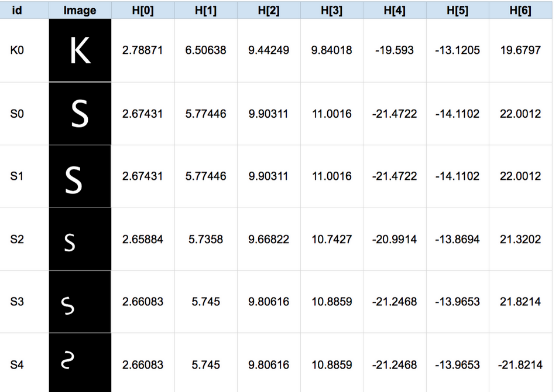 id Image H[0] H[1] H[2] H[3] H[4] H[5] H[6]
K0 K 2.78871 6.50638 9.44249 9.84018 -19.593 -13.1205 19.6797
S0 S 2.67431 5.77446 9.90311 11.0016 -21.4722 -14.1102 22.0012
S1 S 2.67431 5.77446 9.90311 11.0016 -21.4722 -14.1102 22.0012
S2 S 2.65884 5.7358 9.66822 10.7427 -20.9914 -13.8694 21.3202
S3 S 2.66083 5.745 9.80616 10.8859 -21.2468 -13.9653 21.8214
S4 S 2.66083 5.745 9.80616 10.8859 -21.2468 -13.9653 -21.8214